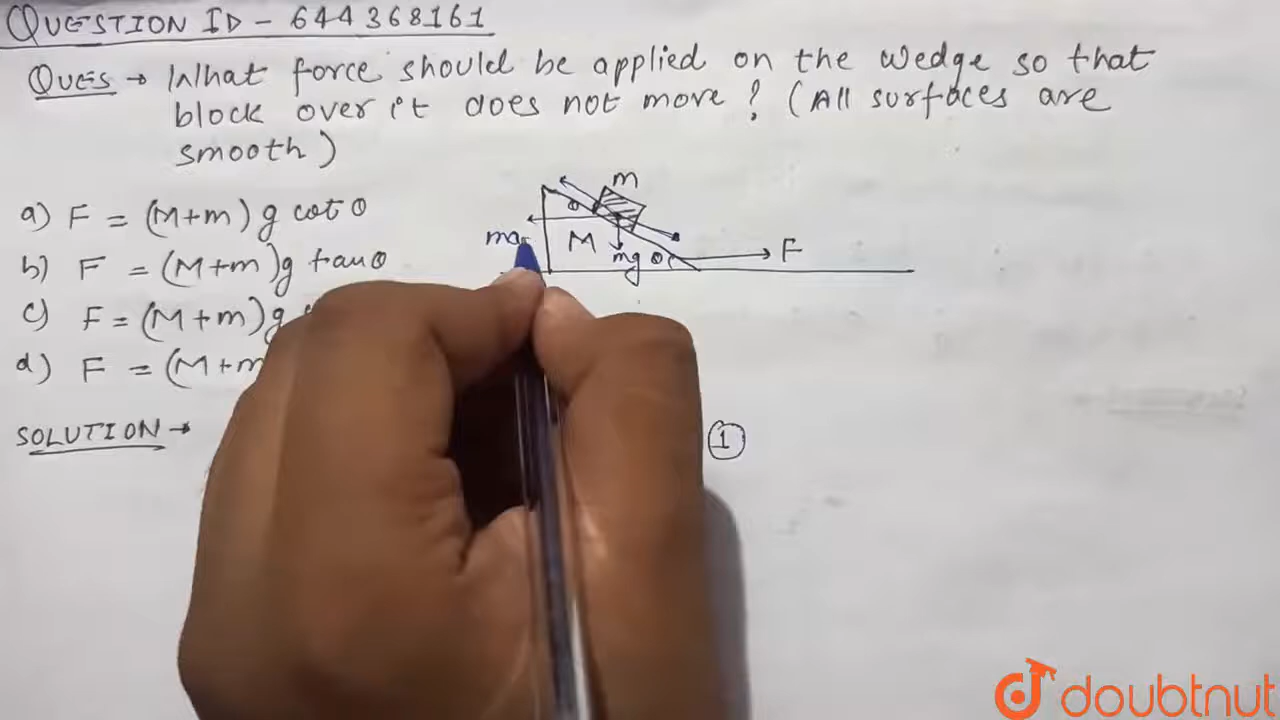 QUESTION ID - 644368161
QUES → What force should be applied on the wedge so that
block over it does not move? (All surfaces are
smooth)
a) F = (M+m) g cot θ
b) F = (M+m)g tan θ
c) F = (M+m)g
d) F = (M+m
m
θ
M
mg
θ
F
SOLUTION →
1
doubtnut